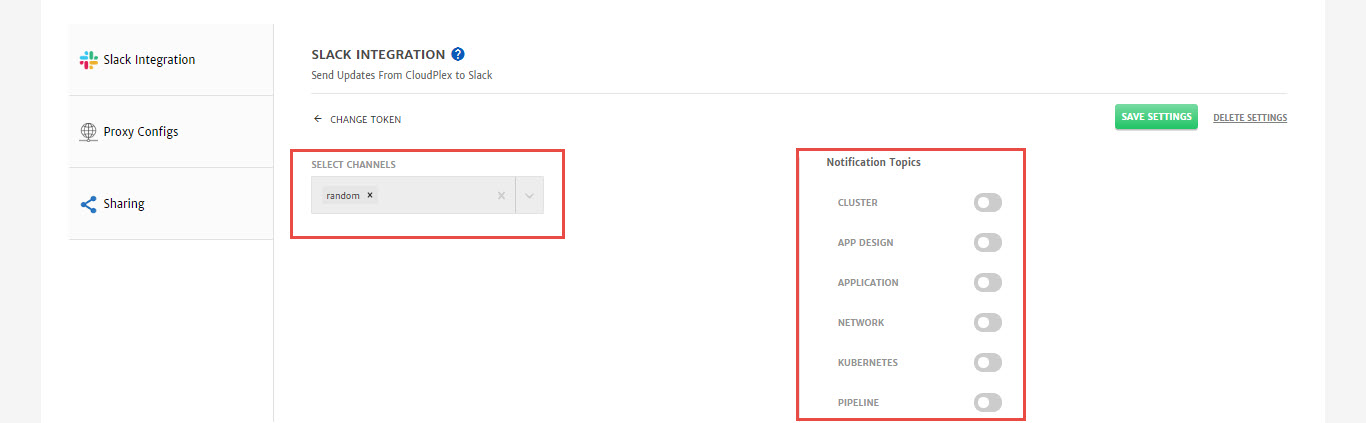 Slack Integration
Proxy Configs
Sharing
SLACK INTEGRATION ?
Send Updates From CloudPlex to Slack
CHANGE TOKEN
SAVE SETTINGS
DELETE SETTINGS
SELECT CHANNELS
random ×
Notification Topics
CLUSTER
APP DESIGN
APPLICATION
NETWORK
KUBERNETES
PIPELINE